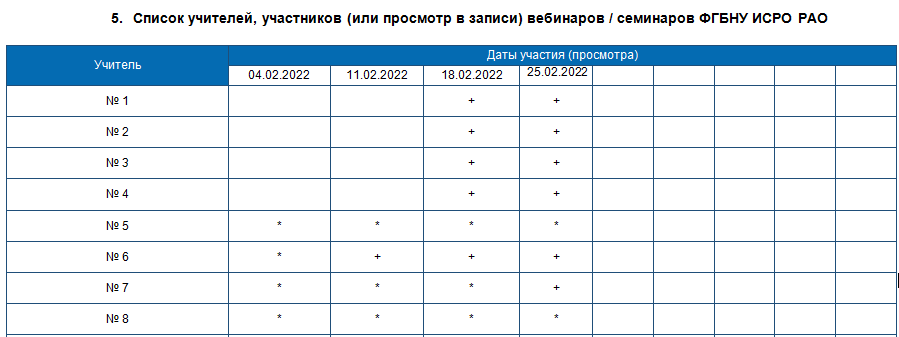 5. Список учителей, участников (или просмотр в записи) вебинаров / семинаров ФГБНУ ИСРО РАО
Учитель Даты участия (просмотра)
04.02.2022 11.02.2022 18.02.2022 25.02.2022
№ 1 + +
№ 2 + +
№ 3 + +
№ 4 + +
№ 5 * * * *
№ 6 * + + +
№ 7 * * * +
№ 8 * * * *